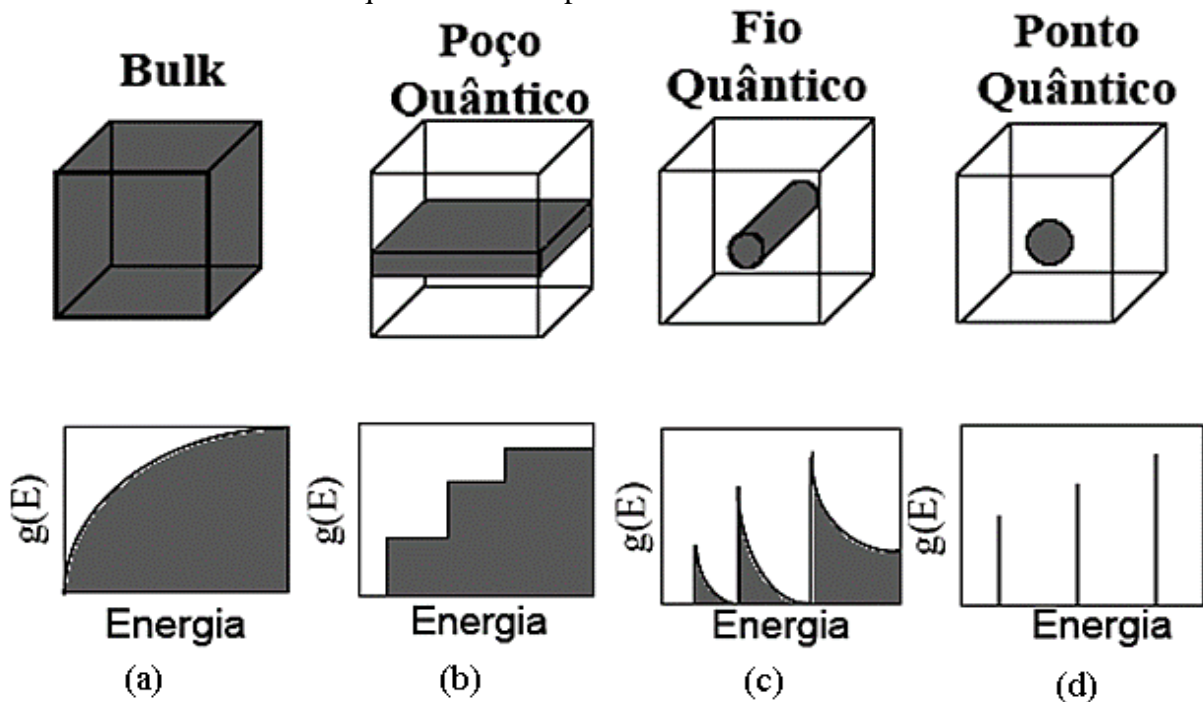 Bulk
Poço
Quântico
Fio
Quântico
Ponto
Quântico
g(E)
Energia
(a)
g(E)
Energia
(b)
g(E)
Energia
(c)
g(E)
Energia
(d)